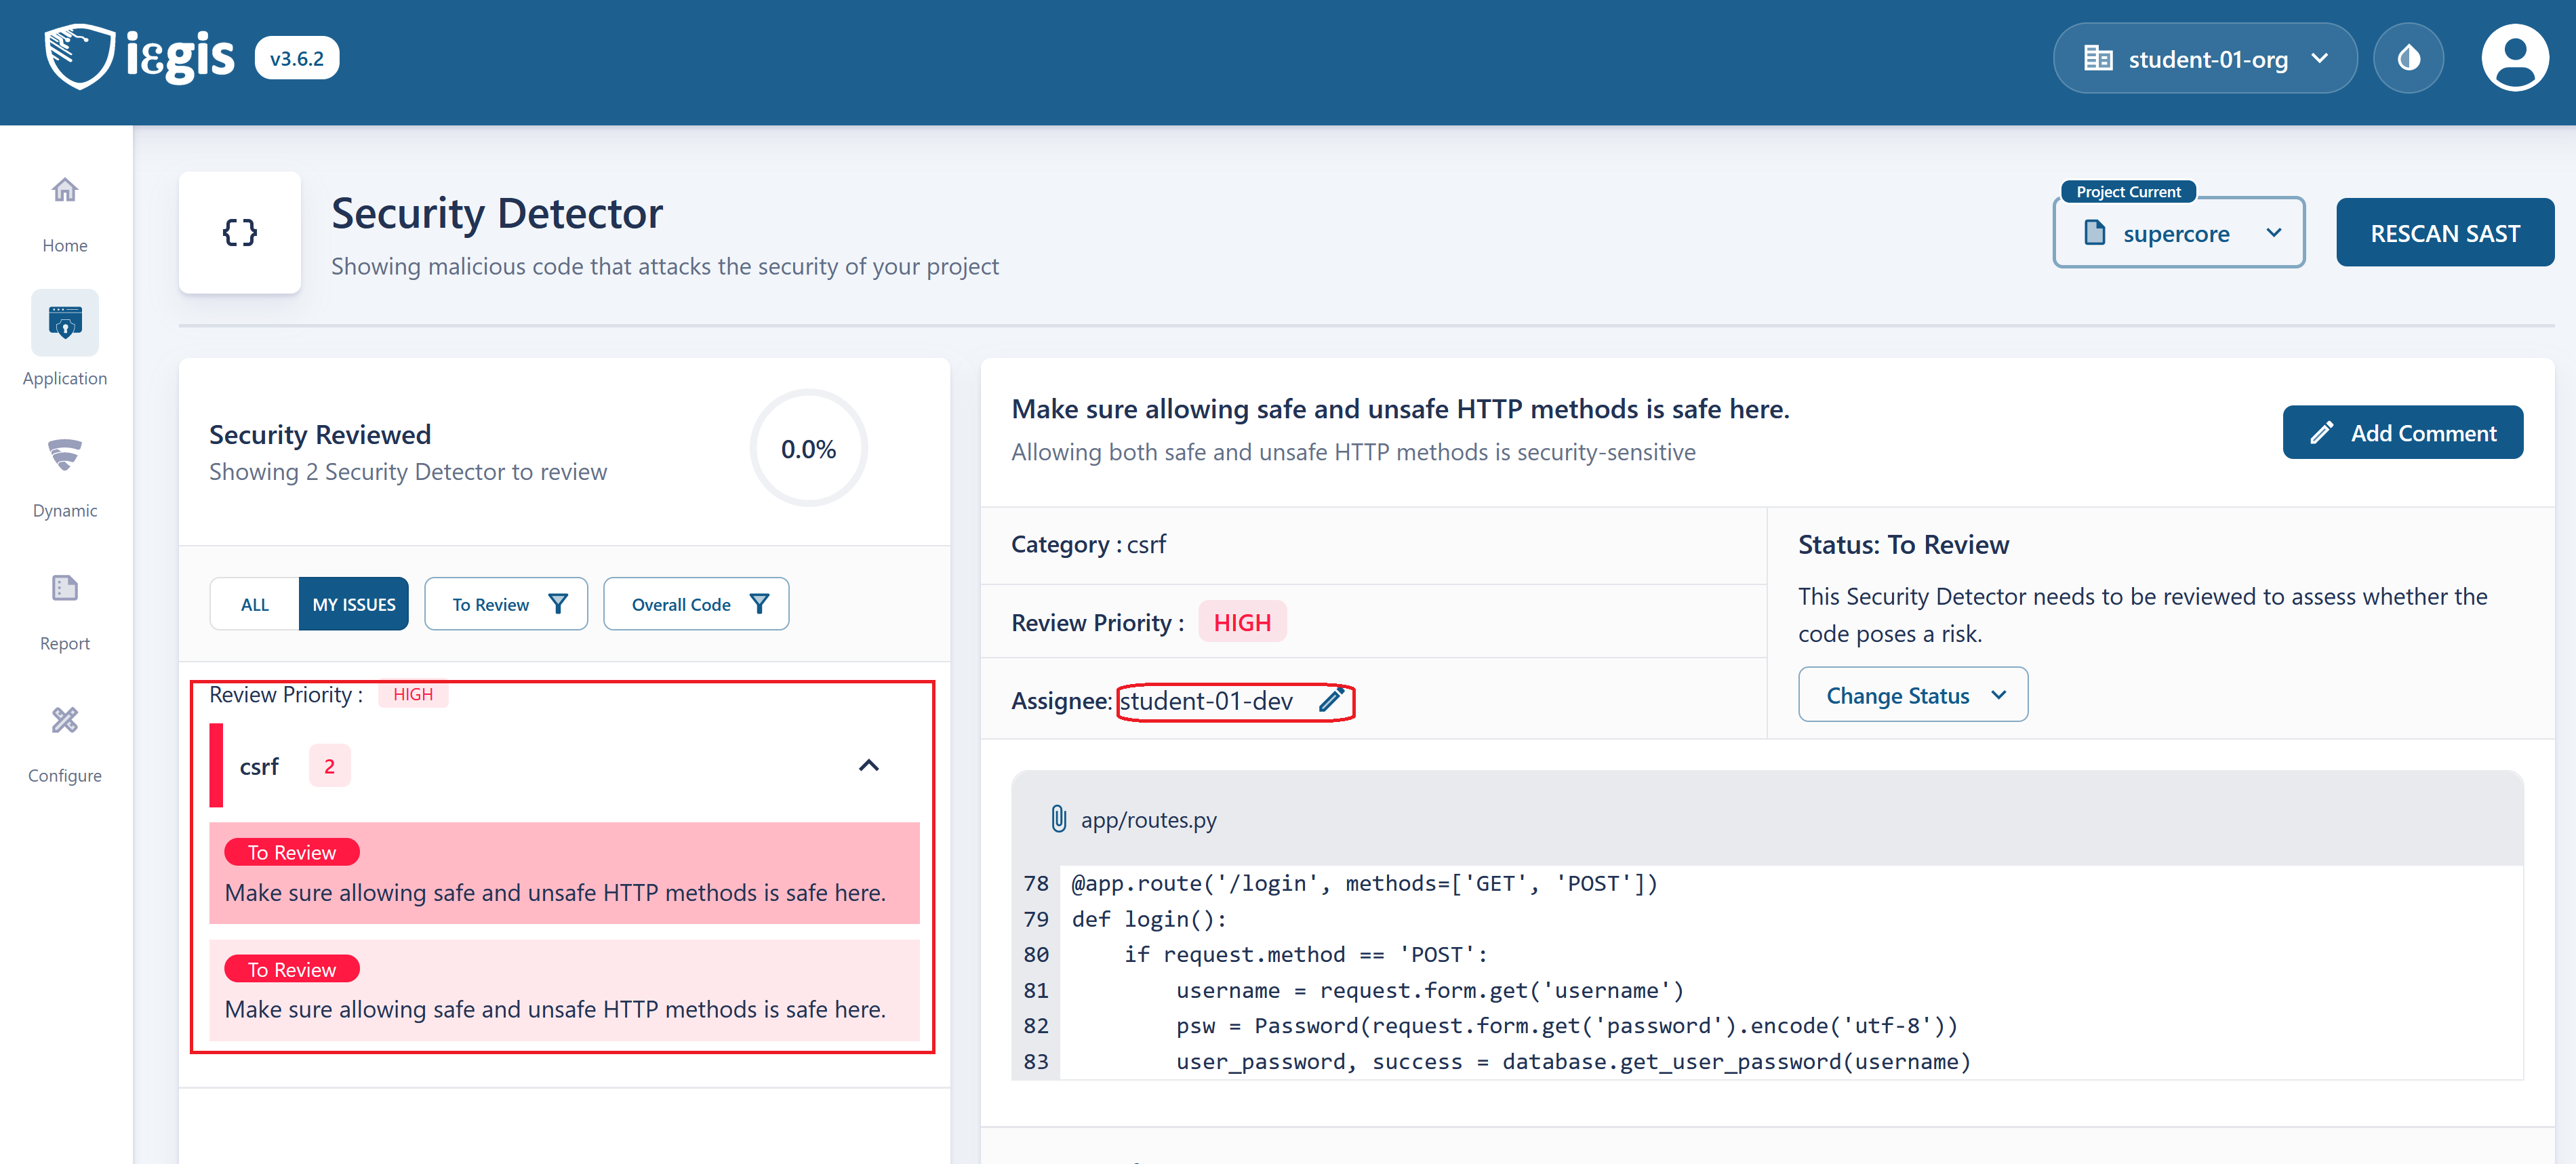 iεgis v3.6.2
student-01-org
Home
Application
Dynamic
Report
Configure
{} Security Detector
Showing malicious code that attacks the security of your project
Project Current
supercore
RESCAN SAST
Security Reviewed
Showing 2 Security Detector to review
0.0%
ALL MY ISSUES To Review Overall Code
Review Priority : HIGH
csrf 2
To Review
Make sure allowing safe and unsafe HTTP methods is safe here.
To Review
Make sure allowing safe and unsafe HTTP methods is safe here.
Make sure allowing safe and unsafe HTTP methods is safe here.
Allowing both safe and unsafe HTTP methods is security-sensitive
Add Comment
Category : csrf
Review Priority : HIGH
Assignee: student-01-dev
Status: To Review
This Security Detector needs to be reviewed to assess whether the
code poses a risk.
Change Status
app/routes.py
78 @app.route('/login', methods=['GET', 'POST'])
79 def login():
80     if request.method == 'POST':
81         username = request.form.get('username')
82         psw = Password(request.form.get('password').encode('utf-8'))
83         user_password, success = database.get_user_password(username)